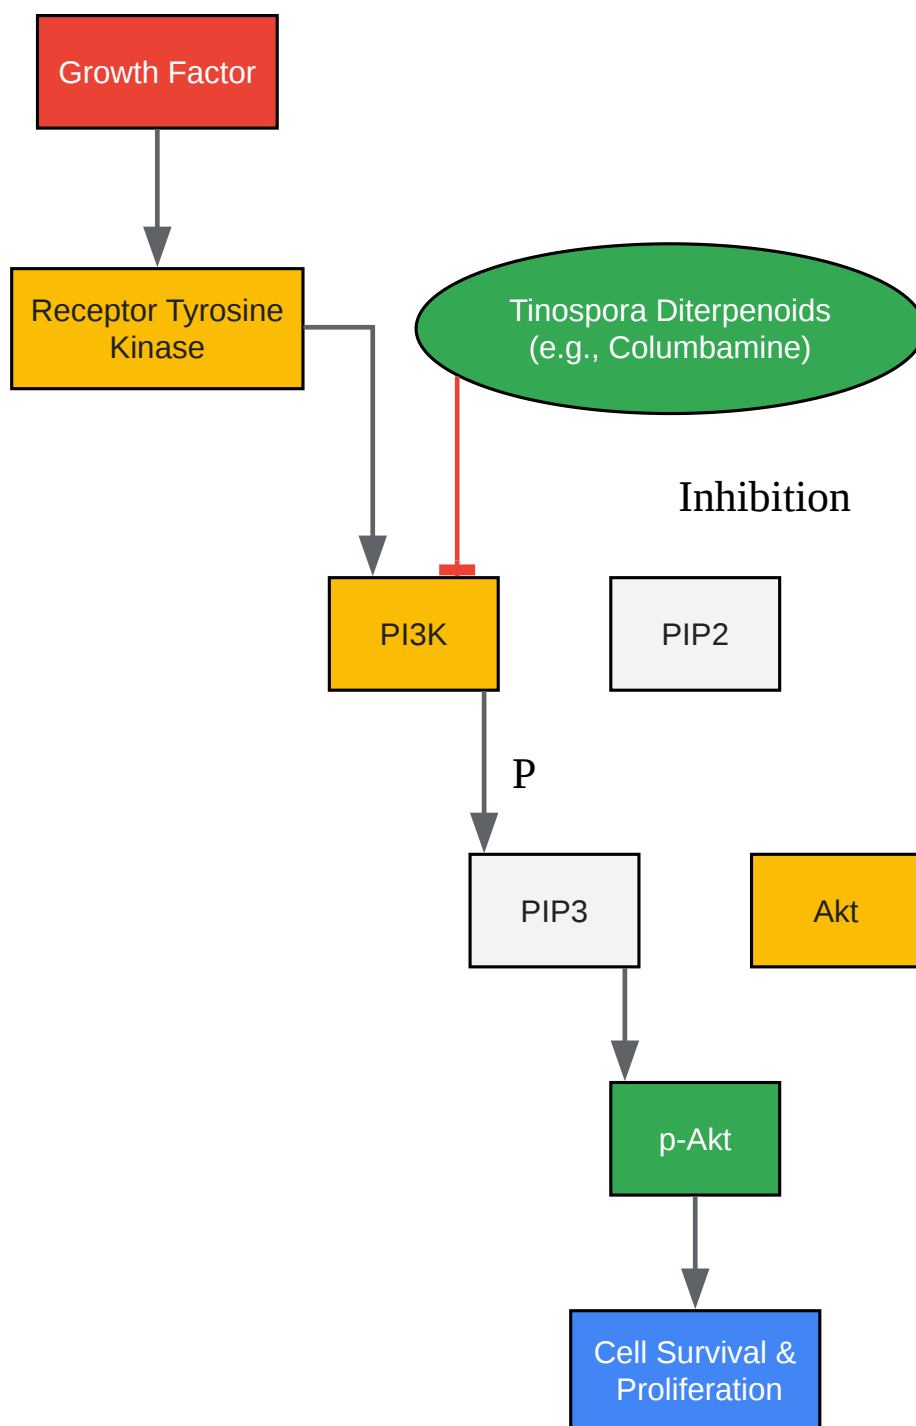 Growth Factor
Receptor Tyrosine
Kinase
Tinospora Diterpenoids
(e.g., Columbamine)
Inhibition
PI3K
PIP2
P
PIP3
Akt
p-Akt
Cell Survival &
Proliferation